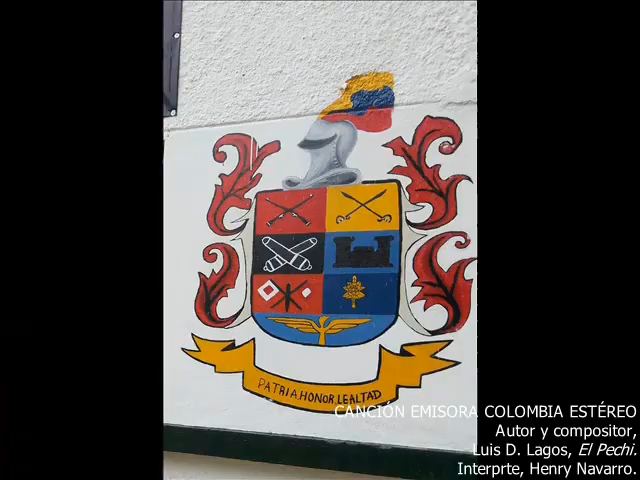 PATRIA.HONOR.LEALTAD
CANCIÓN EMISORA COLOMBIA ESTÉREO
Autor y compositor,
Luis D. Lagos, El Pechi.
Interprte, Henry Navarro.